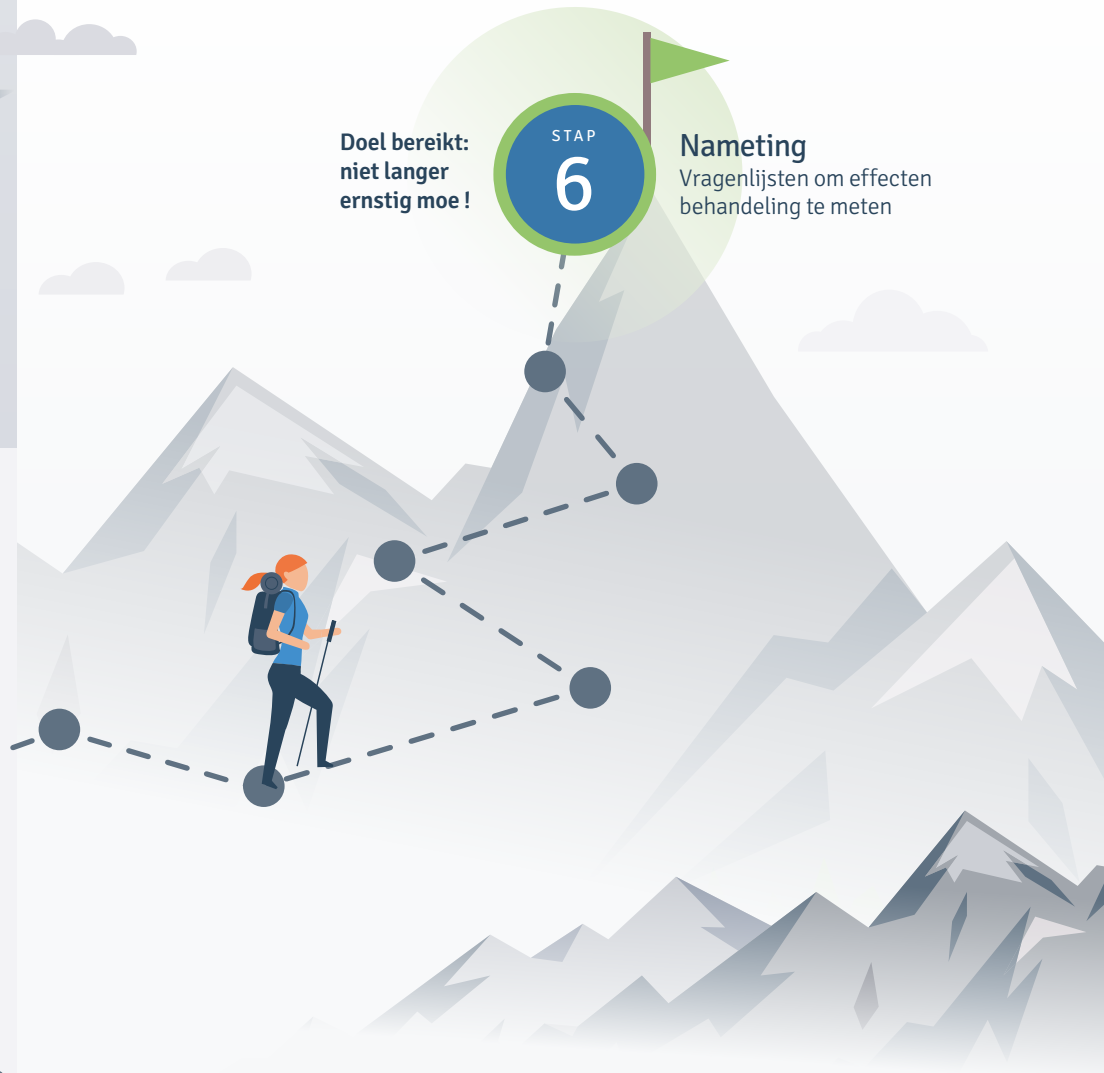 Doel bereikt:
niet langer
ernstig moe !
STAP
6
Nameting
Vragenlijsten om effecten
behandeling te meten